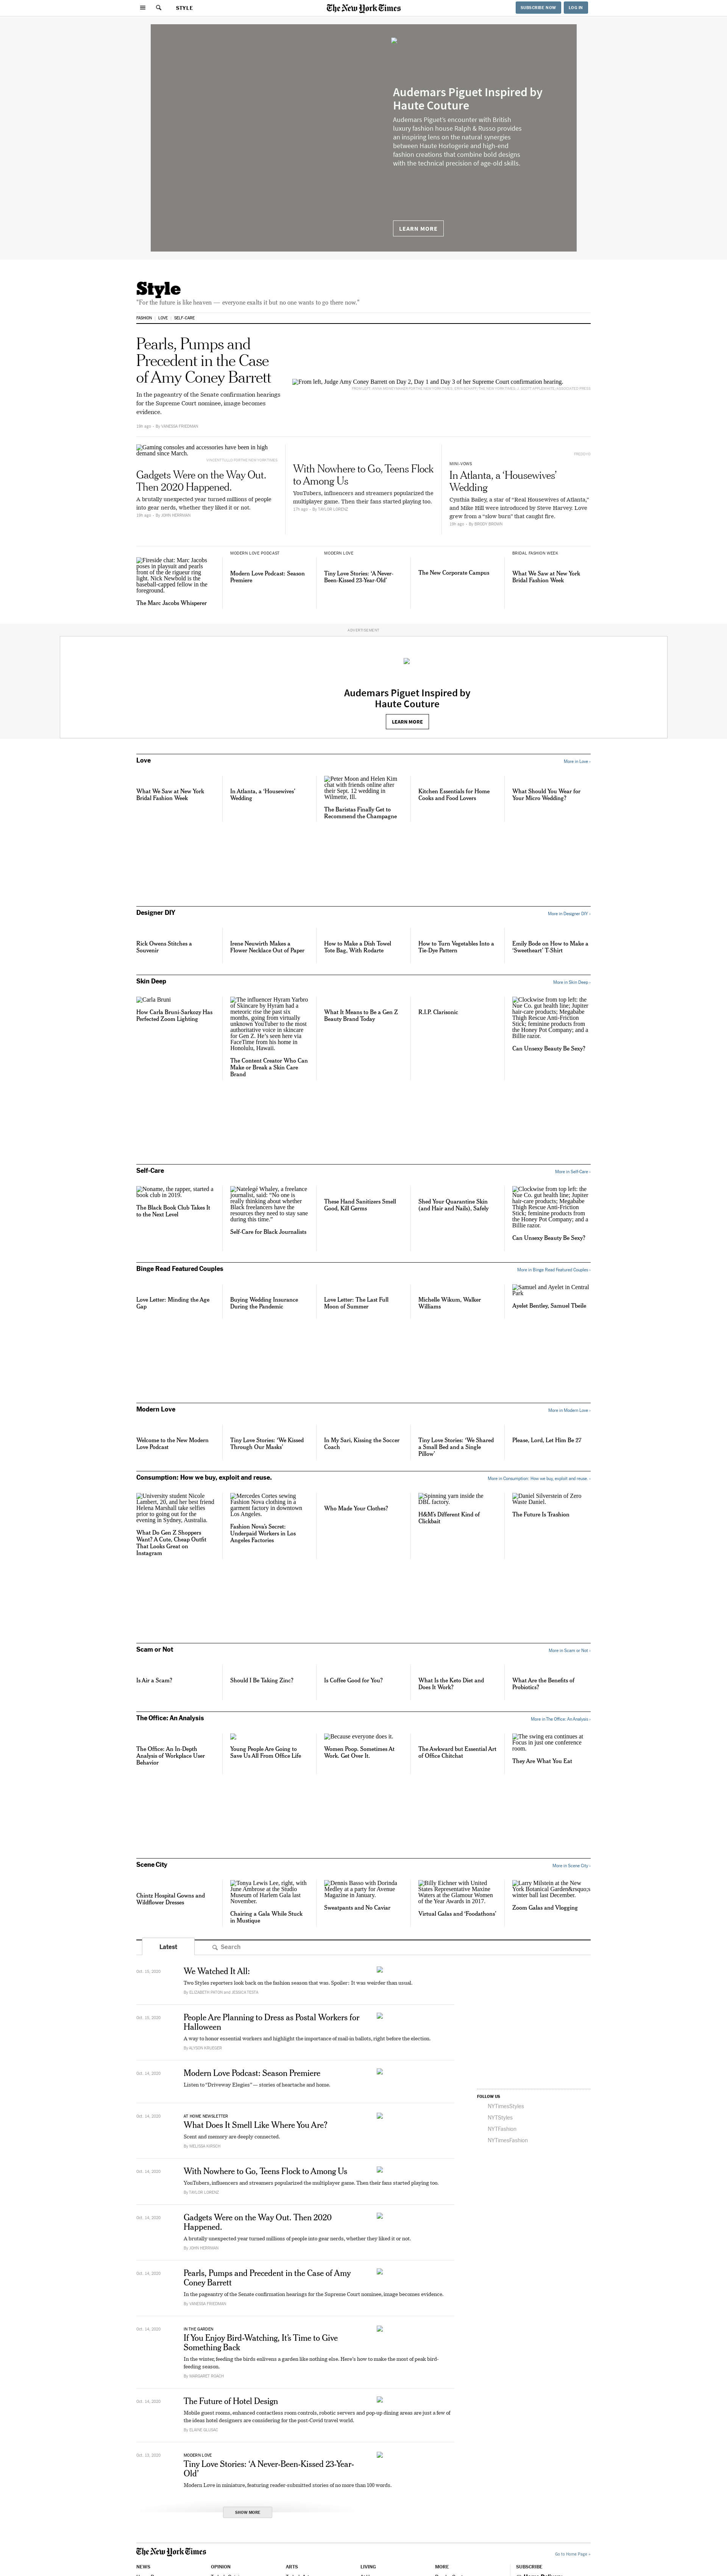 STYLE
The New York Times
SUBSCRIBE NOW
LOG IN
Audemars Piguet Inspired by
Haute Couture
Audemars Piguet's encounter with British
luxury fashion house Ralph & Russo provides
an inspiring lens on the natural synergies
between Haute Horlogerie and high-end
fashion creations that combine bold designs
with the technical precision of age-old skills.
LEARN MORE
Style
"For the future is like heaven — everyone exalts it but no one wants to go there now."
FASHION
LOVE
SELF-CARE
Pearls, Pumps and
Precedent in the Case
of Amy Coney Barrett
In the pageantry of the Senate confirmation hearings
for the Supreme Court nominee, image becomes
evidence.
By VANESSA FRIEDMAN
From left, Judge Amy Coney Barrett on Day 2, Day 1 and Day 3 of her Supreme Court confirmation hearing.
Gaming consoles and accessories have been in high
demand since March.
Gadgets Were on the Way Out.
Then 2020 Happened.
A brutally unexpected year turned millions of people
into gear nerds, whether they liked it or not.
By JOHN HERRMAN
With Nowhere to Go, Teens Flock
to Among Us
YouTubers, influencers and streamers popularized the
multiplayer game. Then their fans started playing too.
17h ago
By TAYLOR LORENZ
MINI-VOWS
In Atlanta, a ‘Housewives’
Wedding
Cynthia Bailey, a star of “Real Housewives of Atlanta,”
and Mike Hill were introduced by Steve Harvey. Love
grew from a “slow burn” that caught fire.
By BRODY BROWN
Fireside chat: Marc Jacobs
poses in playsuit and pearls
front of the rigueur ring
light. Nick Newbold is the
baseball-capped fellow in the
foreground.
The Marc Jacobs Whisperer
MODERN LOVE PODCAST
Modern Love Podcast: Season
Premiere
MODERN LOVE
Tiny Love Stories: ‘A Never-
Been-Kissed 23-Year-Old’
The New Corporate Campus
BRIDAL FASHION WEEK
What We Saw at New York
Bridal Fashion Week
ADVERTISEMENT
Audemars Piguet Inspired by
Haute Couture
LEARN MORE
Love
More in Love ›
What We Saw at New York
Bridal Fashion Week
In Atlanta, a ‘Housewives’
Wedding
Peter Moon and Helen Kim
chat with friends online after
their Sept. 12 wedding in
Wilmette, Ill.
The Baristas Finally Get to
Recommend the Champagne
Kitchen Essentials for Home
Cooks and Food Lovers
What Should You Wear for
Your Micro Wedding?
Designer DIY
More in Designer DIY ›
Rick Owens Stitches a
Souvenir
Irene Neuwirth Makes a
Flower Necklace Out of Paper
How to Make a Dish Towel
Tote Bag, With Rodarte
How to Turn Vegetables Into a
Tie-Dye Pattern
Emily Bode on How to Make a
‘Sweetheart’ T-Shirt
Skin Deep
More in Skin Deep ›
Carla Bruni
How Carla Bruni-Sarkozy Has
Perfected Zoom Lighting
The influencer Hyram Yarbro
of Skincare by Hyram had a
meteoric rise the past six
months, going from virtually
unknown YouTuber to the most
authoritative voice in skincare
for Gen Z. He’s seen here via
FaceTime from his home in
Honolulu, Hawaii.
The Content Creator Who Can
Make or Break a Skin Care
Brand
What It Means to Be a Gen Z
Beauty Brand Today
R.I.P. Clarisonic
Clockwise from top left: the
Nue Co. gut health line; Jupiter
hair-care products; Megababe
Thigh Rescue Anti-Friction
Stick; feminine products from
the Honey Pot Company; and a
Billie razor.
Can Unsexy Beauty Be Sexy?
Self-Care
More in Self-Care ›
Noname, the rapper, started a
book club in 2019.
The Black Book Club Takes It
to the Next Level
Natelegé Whaley, a freelance
journalist, said: “No one is
really thinking about whether
Black freelancers have the
resources they need to stay sane
during this time.”
Self-Care for Black Journalists
These Hand Sanitizers Smell
Good, Kill Germs
Shed Your Quarantine Skin
(and Hair and Nails), Safely
Clockwise from top left: the
Nue Co. gut health line; Jupiter
hair-care products; Megababe
Thigh Rescue Anti-Friction
Stick; feminine products from
the Honey Pot Company; and a
Billie razor.
Can Unsexy Beauty Be Sexy?
Binge Read Featured Couples
More in Binge Read Featured Couples ›
Love Letter: Minding the Age
Gap
Buying Wedding Insurance
During the Pandemic
Love Letter: The Last Full
Moon of Summer
Michelle Wikum, Walker
Williams
Samuel and Ayelet in Central
Park
Ayelet Bentley, Samuel Tbeile
Modern Love
More in Modern Love ›
Welcome to the New Modern
Love Podcast
Tiny Love Stories: ‘We Kissed
Through Our Masks’
In My Sari, Kissing the Soccer
Coach
Tiny Love Stories: ‘We Shared
a Small Bed and a Single
Pillow’
Please, Lord, Let Him Be 27
Consumption: How we buy, exploit and reuse.
More in Consumption: How we buy, exploit and reuse. ›
University student Nicole
Lambert, 20, and her best friend
Helena Marshall take selfies
prior to going out for the
evening in Sydney, Australia.
What Do Gen Z Shoppers
Want? A Cute, Cheap Outfit
That Looks Great on
Instagram
Mercedes Cortes sewing
Fashion Nova clothing in a
garment factory in downtown
Los Angeles.
Fashion Nova’s Secret:
Underpaid Workers in Los
Angeles Factories
Who Made Your Clothes?
Spinning yarn inside the
DBL factory.
H&M’s Different Kind of
Clickbait
Daniel Silverstein of Zero
Waste Daniel.
The Future Is Trashion
Scam or Not
More in Scam or Not ›
Is Air a Scam?
Should I Be Taking Zinc?
Is Coffee Good for You?
What Is the Keto Diet and
Does It Work?
What Are the Benefits of
Probiotics?
The Office: An Analysis
More in The Office: An Analysis ›
The Office: An In-Depth
Analysis of Workplace User
Behavior
Young People Are Going to
Save Us All From Office Life
Because everyone does it.
Women Poop. Sometimes At
Work. Get Over It.
The Awkward but Essential Art
of Office Chitchat
The swing era continues at
Focus in just one conference
room.
They Are What You Eat
Scene City
More in Scene City ›
Chintz Hospital Gowns and
Wildflower Dresses
Tonya Lewis Lee, right, with
June Ambrose at the Studio
Museum of Harlem Gala last
November.
Chairing a Gala While Stuck
in Mustique
Dennis Basso with Dorinda
Medley at a party for Avenue
Magazine in January.
Sweatpants and No Caviar
Billy Eichner with United
States Representative Maxine
Waters at the Glamour Women
of the Year Awards in 2017.
Virtual Galas and ‘Foodathons’
Larry Milstein at the New
York Botanical Garden&rsquo;s
winter ball last December.
Zoom Galas and Vlogging
Latest
Search
Oct. 15, 2020
We Watched It All:
Two Styles reporters look back on the fashion season that was. Spoiler: It was weirder than usual.
By ELIZABETH PATON and JESSICA TESTA
Oct. 15, 2020
People Are Planning to Dress as Postal Workers for
Halloween
A way to honor essential workers and highlight the importance of mail-in ballots, right before the election.
By ALYSON KRUEGER
Oct. 14, 2020
Modern Love Podcast: Season Premiere
Listen to “Driveway Elegies” — stories of heartache and home.
Oct. 14, 2020
AT HOME NEWSLETTER
What Does It Smell Like Where You Are?
Scent and memory are deeply connected.
By MELISSA KIRSCH
Oct. 14, 2020
With Nowhere to Go, Teens Flock to Among Us
YouTubers, influencers and streamers popularized the multiplayer game. Then their fans started playing too.
By TAYLOR LORENZ
Oct. 14, 2020
Gadgets Were on the Way Out. Then 2020
Happened.
A brutally unexpected year turned millions of people into gear nerds, whether they liked it or not.
By JOHN HERRMAN
Oct. 14, 2020
Pearls, Pumps and Precedent in the Case of Amy
Coney Barrett
In the pageantry of the Senate confirmation hearings for the Supreme Court nominee, image becomes evidence.
By VANESSA FRIEDMAN
Oct. 14, 2020
IN THE GARDEN
If You Enjoy Bird-Watching, It’s Time to Give
Something Back
In the winter, feeding the birds enlivens a garden like nothing else. Here’s how to make the most of peak bird-
feeding season.
By MARGARET ROACH
Oct. 14, 2020
The Future of Hotel Design
Mobile guest rooms, enhanced contactless room controls, robotic servers and pop-up dining areas are just a few of
the ideas hotel designers are considering for the post-Covid travel world.
By ELAINE GLUSAC
Oct. 13, 2020
MODERN LOVE
Tiny Love Stories: ‘A Never-Been-Kissed 23-Year-
Old’
Modern Love in miniature, featuring reader-submitted stories of no more than 100 words.
SHOW MORE
FOLLOW US
NYTimesStyles
NYTStyles
NYTFashion
NYTimesFashion
The New York Times
Go to Home Page »
NEWS
OPINION
ARTS
LIVING
MORE
SUBSCRIBE